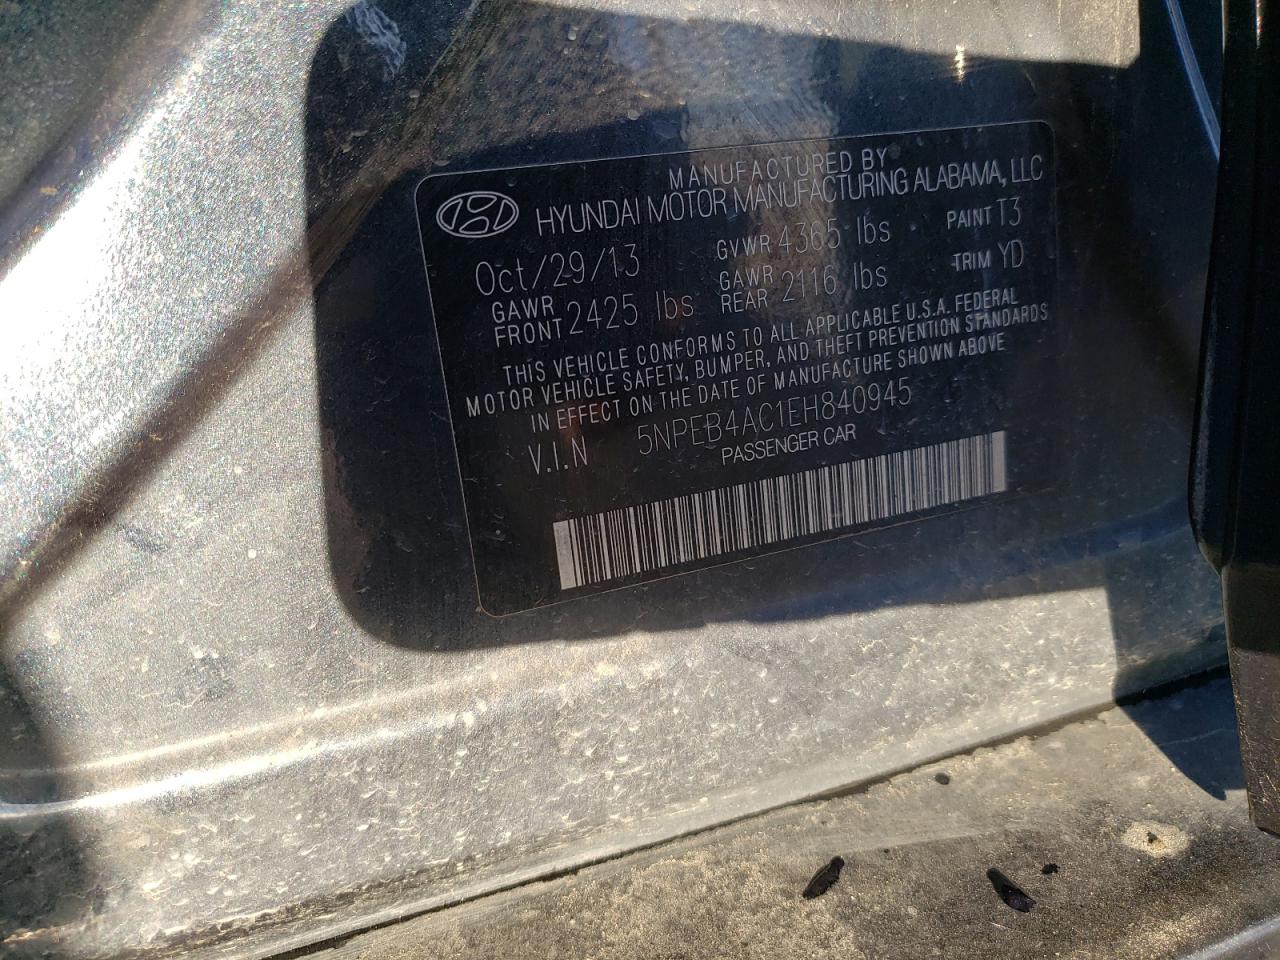 MANUFACTURED BY
HYUNDAI MOTOR MANUFACTURING ALABAMA, LLC
Oct/29/13 GVWR 4365 lbs PAINT T3
GAWR FRONT 2425 lbs GAWR REAR 2116 lbs TRIM YD
THIS VEHICLE CONFORMS TO ALL APPLICABLE U.S.A. FEDERAL
MOTOR VEHICLE SAFETY, BUMPER, AND THEFT PREVENTION STANDARDS
IN EFFECT ON THE DATE OF MANUFACTURE SHOWN ABOVE
V.I.N 5NPEB4AC1EH840945
PASSENGER CAR